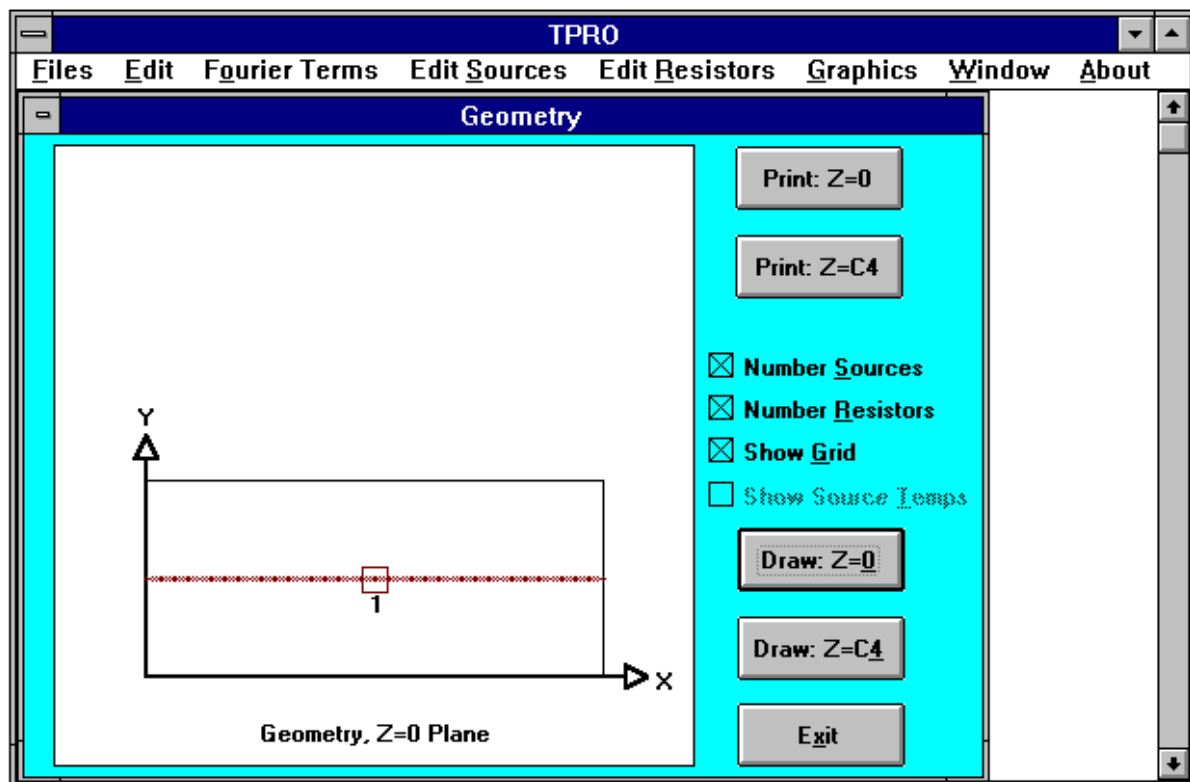 TPRO
Files Edit Fourier Terms Edit Sources Edit Resistors Graphics Window About
Geometry
Print: Z=0
Print: Z=C4
Number Sources
Number Resistors
Show Grid
Show Source Temps
Draw: Z=0
Draw: Z=C4
Exit
Y
1
X
Geometry, Z=0 Plane